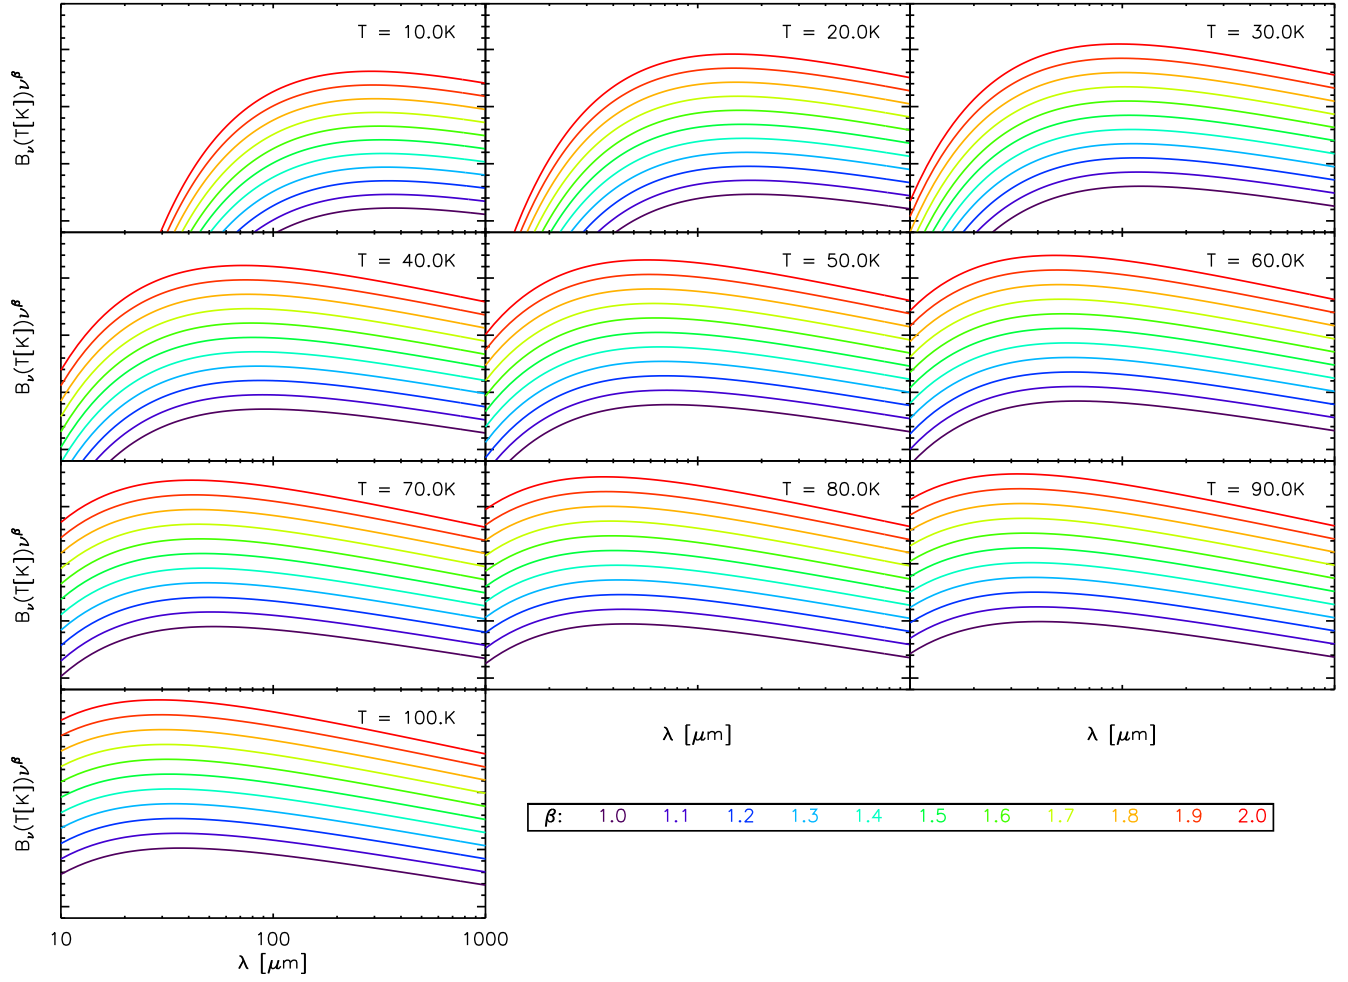 T = 10.0K
T = 20.0K
T = 30.0K
Bν(T[K])νβ
T = 40.0K
T = 50.0K
T = 60.0K
Bν(T[K])νβ
T = 70.0K
T = 80.0K
T = 90.0K
Bν(T[K])νβ
T = 100.K
Bν(T[K])νβ
λ [μm]
λ [μm]
β: 1.0 1.1 1.2 1.3 1.4 1.5 1.6 1.7 1.8 1.9 2.0
10 100 1000
λ [μm]